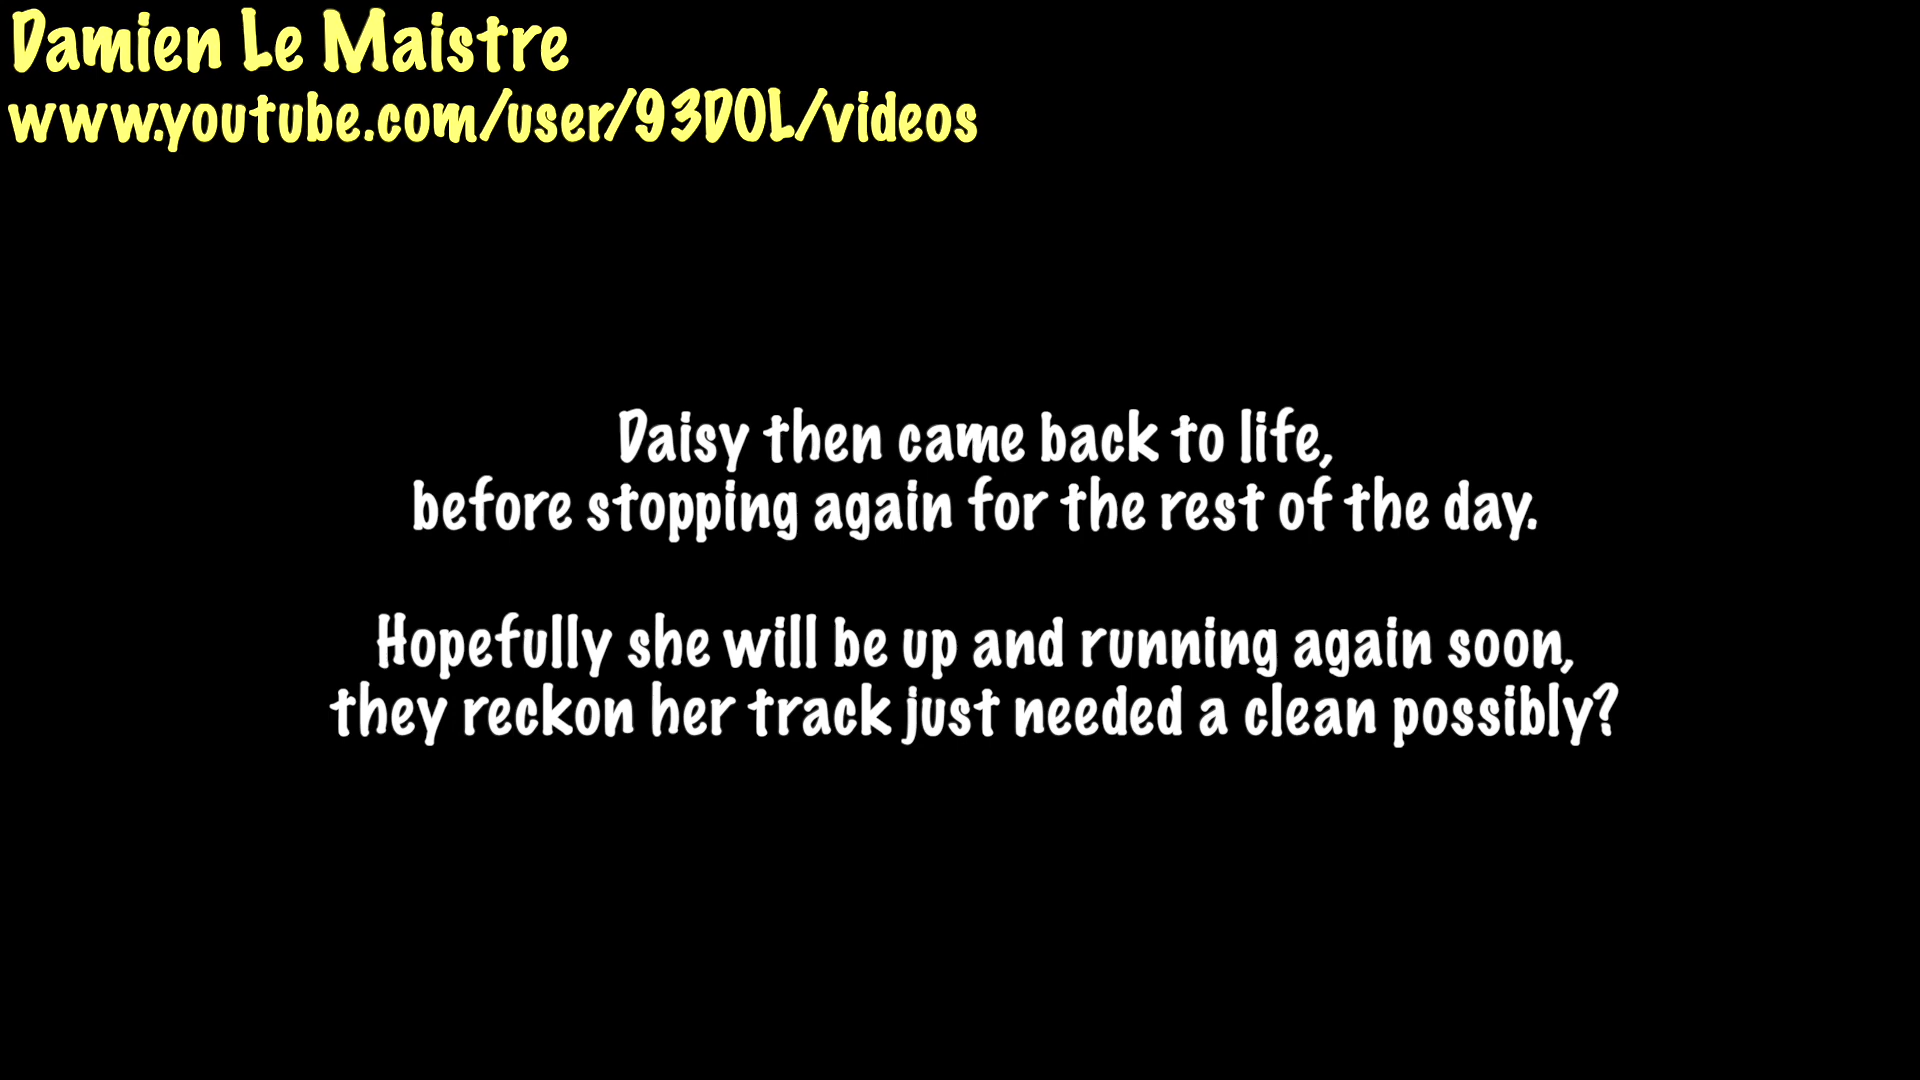 Damien Le Maistre
www.youtube.com/user/93DOL/videos
Daisy then came back to life,
before stopping again for the rest of the day.
Hopefully she will be up and running again soon,
they reckon her track just needed a clean possibly?